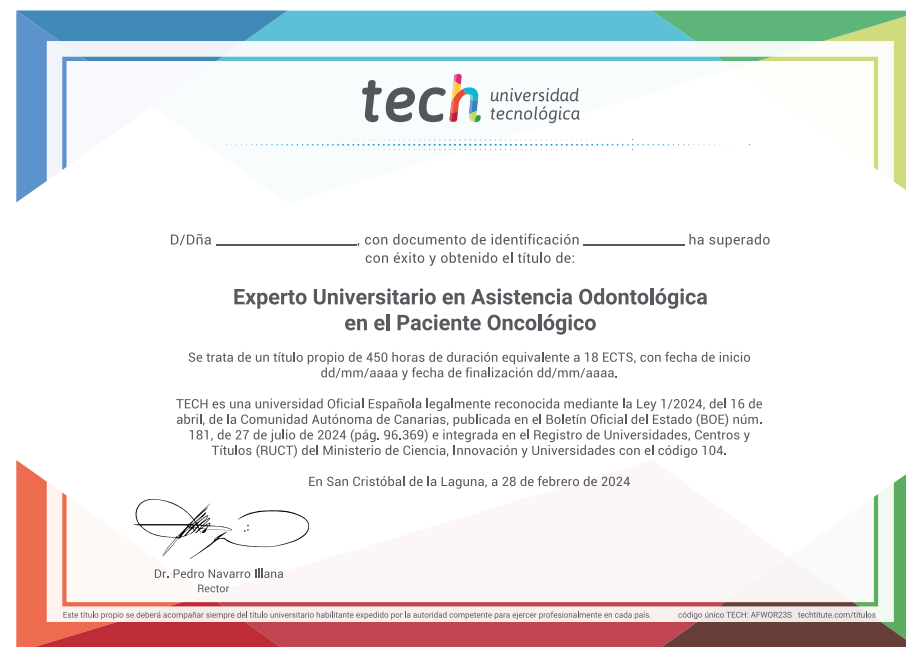 tech universidad
tecnológica
D/Dña ____________________, con documento de identificación ______________ ha superado
con éxito y obtenido el título de:
Experto Universitario en Asistencia Odontológica
en el Paciente Oncológico
Se trata de un título propio de 450 horas de duración equivalente a 18 ECTS, con fecha de inicio
dd/mm/aaaa y fecha de finalización dd/mm/aaaa.
TECH es una universidad Oficial Española legalmente reconocida mediante la Ley 1/2024, del 16 de
abril, de la Comunidad Autónoma de Canarias, publicada en el Boletín Oficial del Estado (BOE) núm.
181, de 27 de julio de 2024 (pág. 96.369) e integrada en el Registro de Universidades, Centros y
Títulos (RUCT) del Ministerio de Ciencia, Innovación y Universidades con el código 104.
En San Cristóbal de la Laguna, a 28 de febrero de 2024
Dr. Pedro Navarro Illana
Rector
Este título propio se deberá acompañar siempre del título universitario habilitante expedido por la autoridad competente para ejercer profesionalmente en cada país. código único TECH: AFWOR23S techtitute.com/titulos